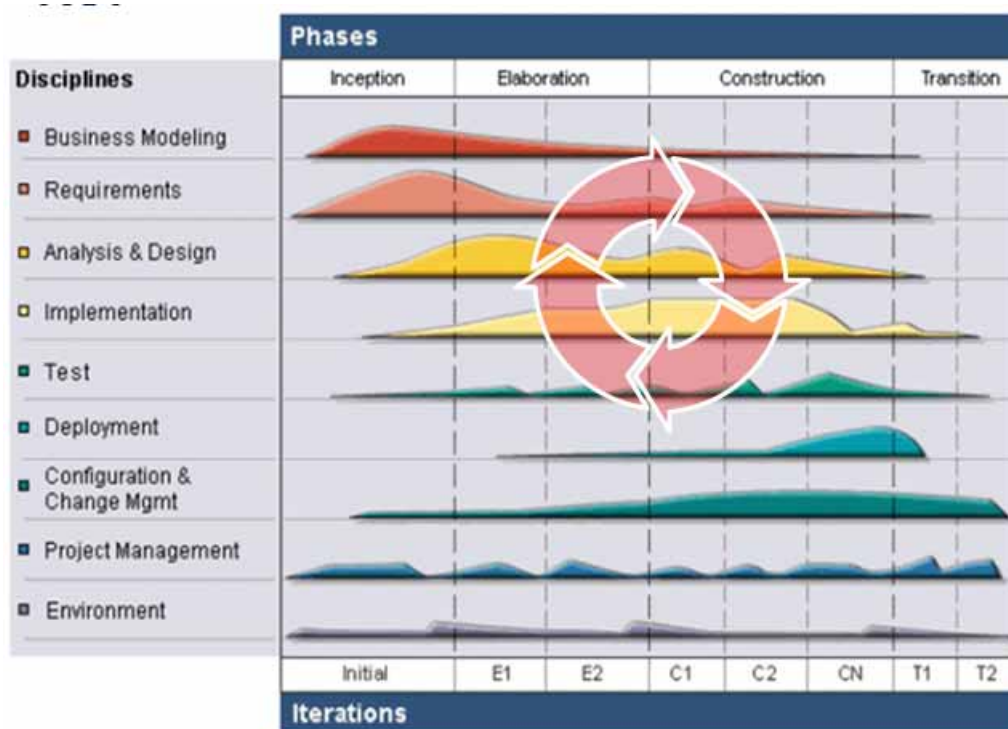 Phases
Disciplines
Inception Elaboration Construction Transition
Business Modeling
Requirements
Analysis & Design
Implementation
Test
Deployment
Configuration &
Change Mgmt
Project Management
Environment
Initial E1 E2 C1 C2 CN T1 T2
Iterations